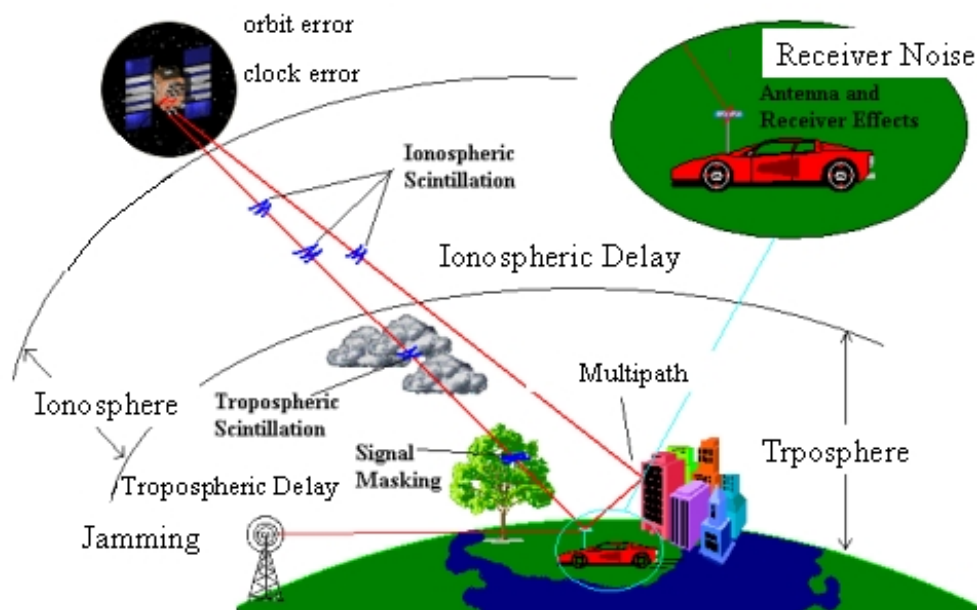 orbit error
clock error
Receiver Noise
Antenna and
Receiver Effects
Ionospheric
Scintillation
Ionospheric Delay
Multipath
Ionosphere
Tropospheric
Scintillation
Signal
Masking
Trposphere
Tropospheric Delay
Jamming